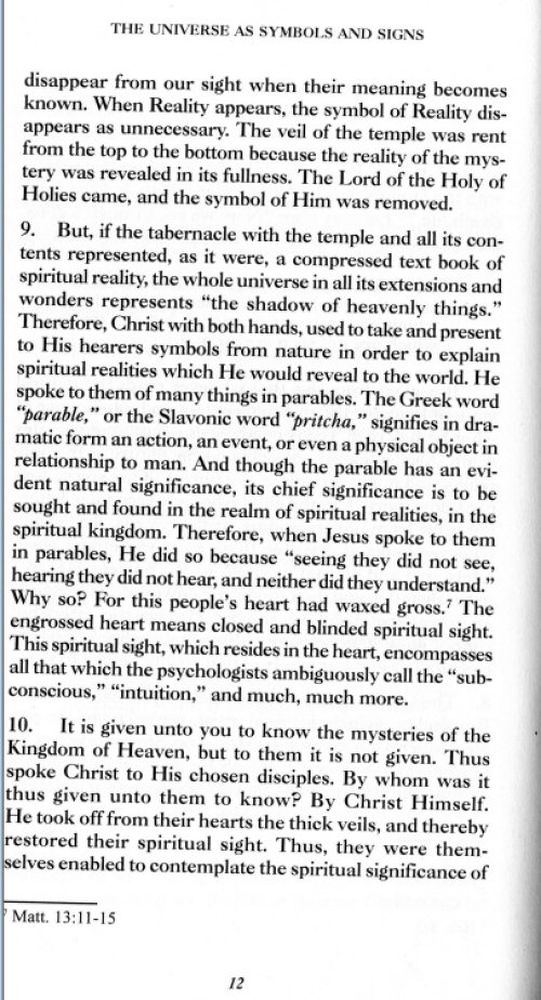 THE UNIVERSE AS SYMBOLS AND SIGNS
disappear from our sight when their meaning becomes
known. When Reality appears, the symbol of Reality dis-
appears as unnecessary. The veil of the temple was rent
from the top to the bottom because the reality of the mys-
tery was revealed in its fullness. The Lord of the Holy of
Holies came, and the symbol of Him was removed.
9. But, if the tabernacle with the temple and all its con-
tents represented, as it were, a compressed text book of
spiritual reality, the whole universe in all its extensions and
wonders represents “the shadow of heavenly things.”
Therefore, Christ with both hands, used to take and present
to His hearers symbols from nature in order to explain
spiritual realities which He would reveal to the world. He
spoke to them of many things in parables. The Greek word
“parable,” or the Slavonic word “pritcha,” signifies in dra-
matic form an action, an event, or even a physical object in
relationship to man. And though the parable has an evi-
dent natural significance, its chief significance is to be
sought and found in the realm of spiritual realities, in the
spiritual kingdom. Therefore, when Jesus spoke to them
in parables, He did so because “seeing they did not see,
hearing they did not hear, and neither did they understand.”
Why so? For this people’s heart had waxed gross.⁷ The
engrossed heart means closed and blinded spiritual sight.
This spiritual sight, which resides in the heart, encompasses
all that which the psychologists ambiguously call the “sub-
conscious,” “intuition,” and much, much more.
10. It is given unto you to know the mysteries of the
Kingdom of Heaven, but to them it is not given. Thus
spoke Christ to His chosen disciples. By whom was it
thus given unto them to know? By Christ Himself.
He took off from their hearts the thick veils, and thereby
restored their spiritual sight. Thus, they were them-
selves enabled to contemplate the spiritual significance of
⁷ Matt. 13:11-15
12